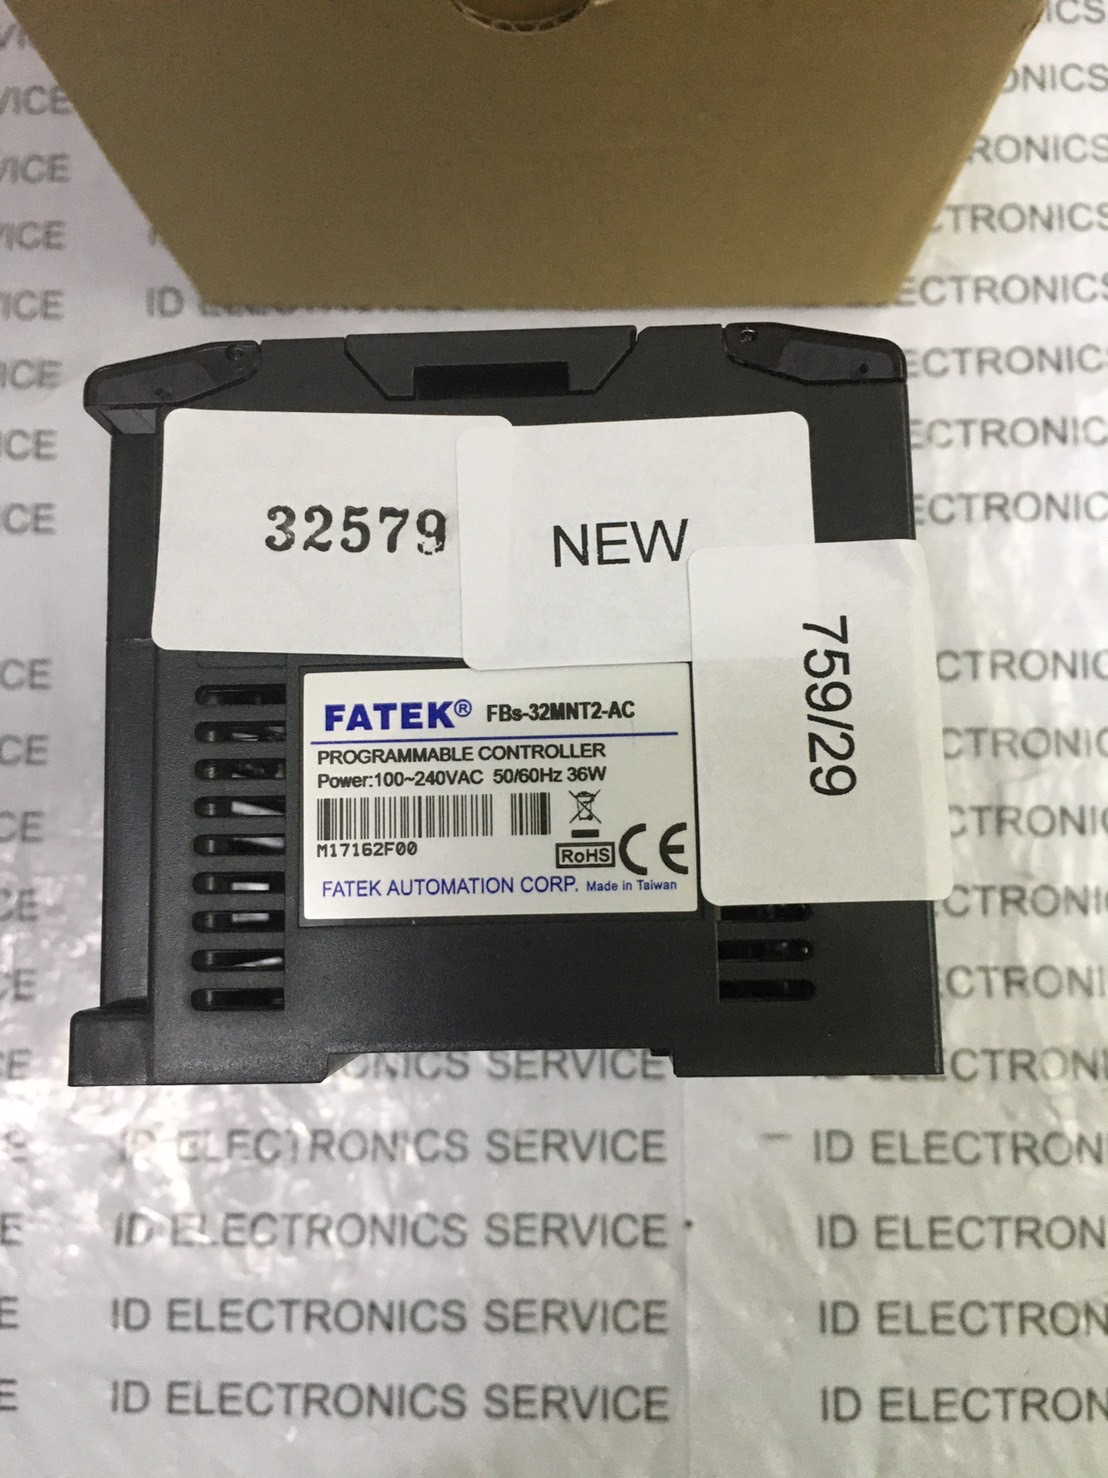 32579
NEW
759/29
FATEK® FBs-32MNT2-AC
PROGRAMMABLE CONTROLLER
Power:100~240VAC 50/60Hz 36W
M17162F00
RoHS CE
FATEK AUTOMATION CORP. Made in Taiwan
ID ELECTRONICS SERVICE
ID ELECTRONICS SERVICE
ID ELECTRONICS SERVICE
ID ELECTRONICS SERVICE